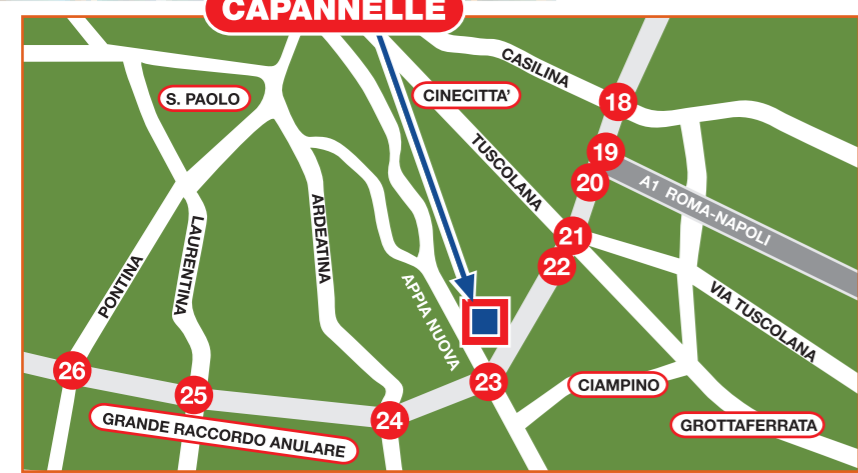 CAPANNELLE
CASILINA
S. PAOLO
CINECITTA'
18
19
20
TUSCOLANA
A1 ROMA-NAPOLI
ARDEATINA
LAURENTINA
21
22
PONTINA
APPIA NUOVA
VIA TUSCOLANA
26
23
CIAMPINO
25
24
GRANDE RACCORDO ANULARE
GROTTAFERRATA